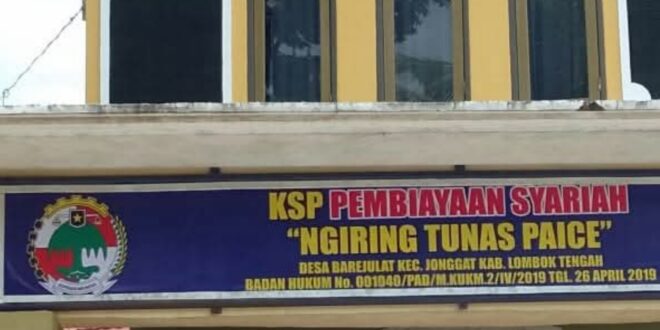 KSP PEMBIAYAAN SYARIAH
"NGIRING TUNAS PAICE"
DESA BAREJULAT KEC. JONGGAT KAB. LOMBOK TENGAH
BADAN HUKUM No. 001040/PAD/M.KUKM.2/IV/2019 TGL. 26 APRIL 2019